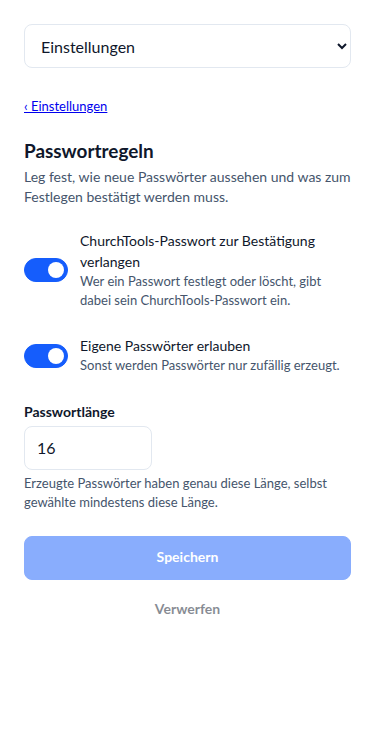 Einstellungen
‹ Einstellungen
Passwortregeln
Leg fest, wie neue Passwörter aussehen und was zum
Festlegen bestätigt werden muss.
ChurchTools-Passwort zur Bestätigung
verlangen
Wer ein Passwort festlegt oder löscht, gibt
dabei sein ChurchTools-Passwort ein.
Eigene Passwörter erlauben
Sonst werden Passwörter nur zufällig erzeugt.
Passwortlänge
16
Erzeugte Passwörter haben genau diese Länge, selbst
gewählte mindestens diese Länge.
Speichern
Verwerfen